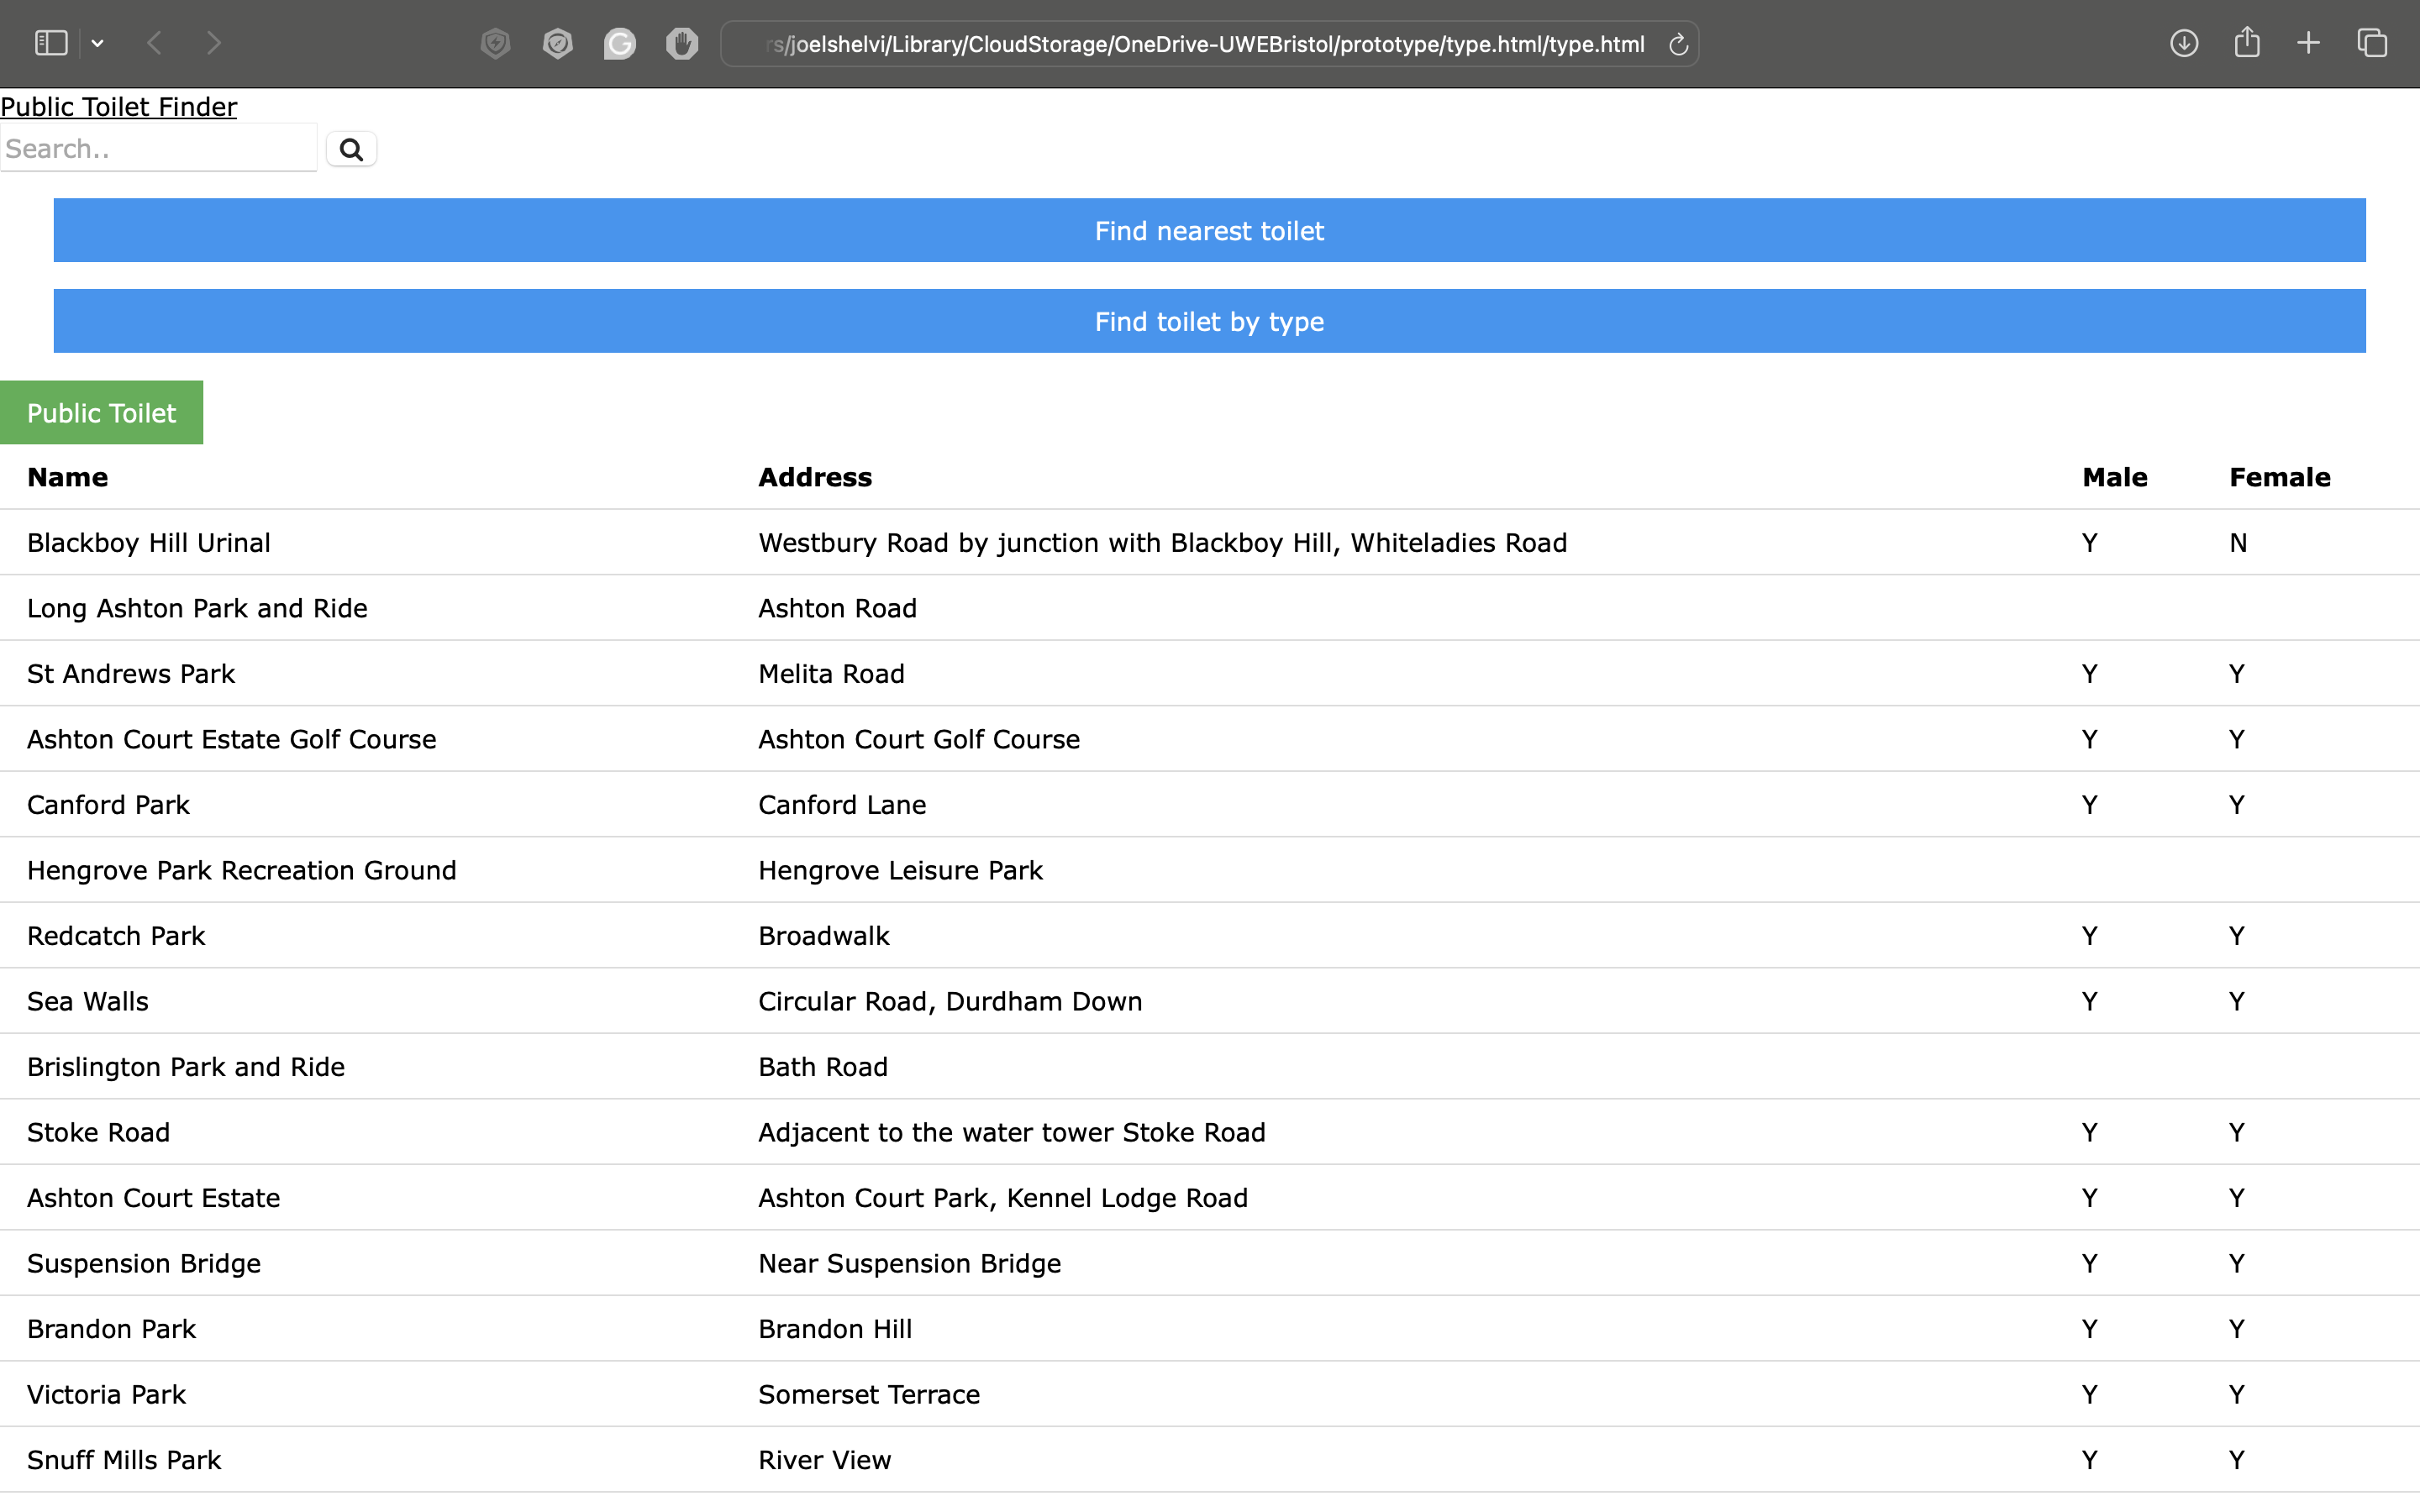 rs/joelshelvi/Library/CloudStorage/OneDrive-UWEBristol/prototype/type.html/type.html
Public Toilet Finder
Search..
Find nearest toilet
Find toilet by type
Public Toilet
Name Address Male Female
Blackboy Hill Urinal Westbury Road by junction with Blackboy Hill, Whiteladies Road Y N
Long Ashton Park and Ride Ashton Road
St Andrews Park Melita Road Y Y
Ashton Court Estate Golf Course Ashton Court Golf Course Y Y
Canford Park Canford Lane Y Y
Hengrove Park Recreation Ground Hengrove Leisure Park
Redcatch Park Broadwalk Y Y
Sea Walls Circular Road, Durdham Down Y Y
Brislington Park and Ride Bath Road
Stoke Road Adjacent to the water tower Stoke Road Y Y
Ashton Court Estate Ashton Court Park, Kennel Lodge Road Y Y
Suspension Bridge Near Suspension Bridge Y Y
Brandon Park Brandon Hill Y Y
Victoria Park Somerset Terrace Y Y
Snuff Mills Park River View Y Y